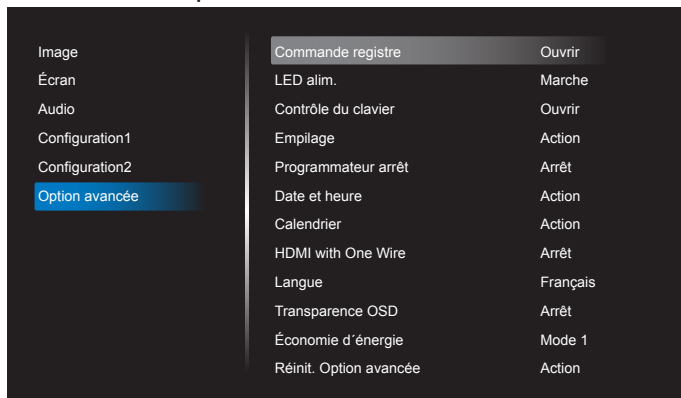 Image
Écran
Audio
Configuration1
Configuration2
Option avancée
Commande registre Ouvrir
LED alim. Marche
Contrôle du clavier Ouvrir
Empilage Action
Programmateur arrêt Arrêt
Date et heure Action
Calendrier Action
HDMI with One Wire Arrêt
Langue Français
Transparence OSD Arrêt
Économie d´énergie Mode 1
Réinit. Option avancée Action